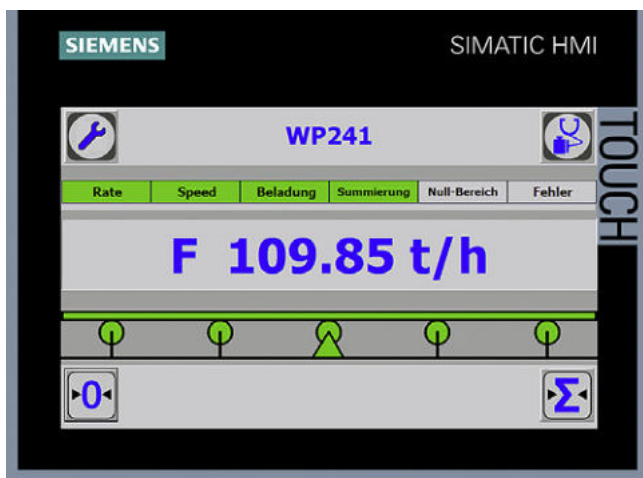 SIEMENS
SIMATIC HMI
TOUCH
WP241
Rate Speed Beladung Summierung Null-Bereich Fehler
F 109.85 t/h
0
Σ